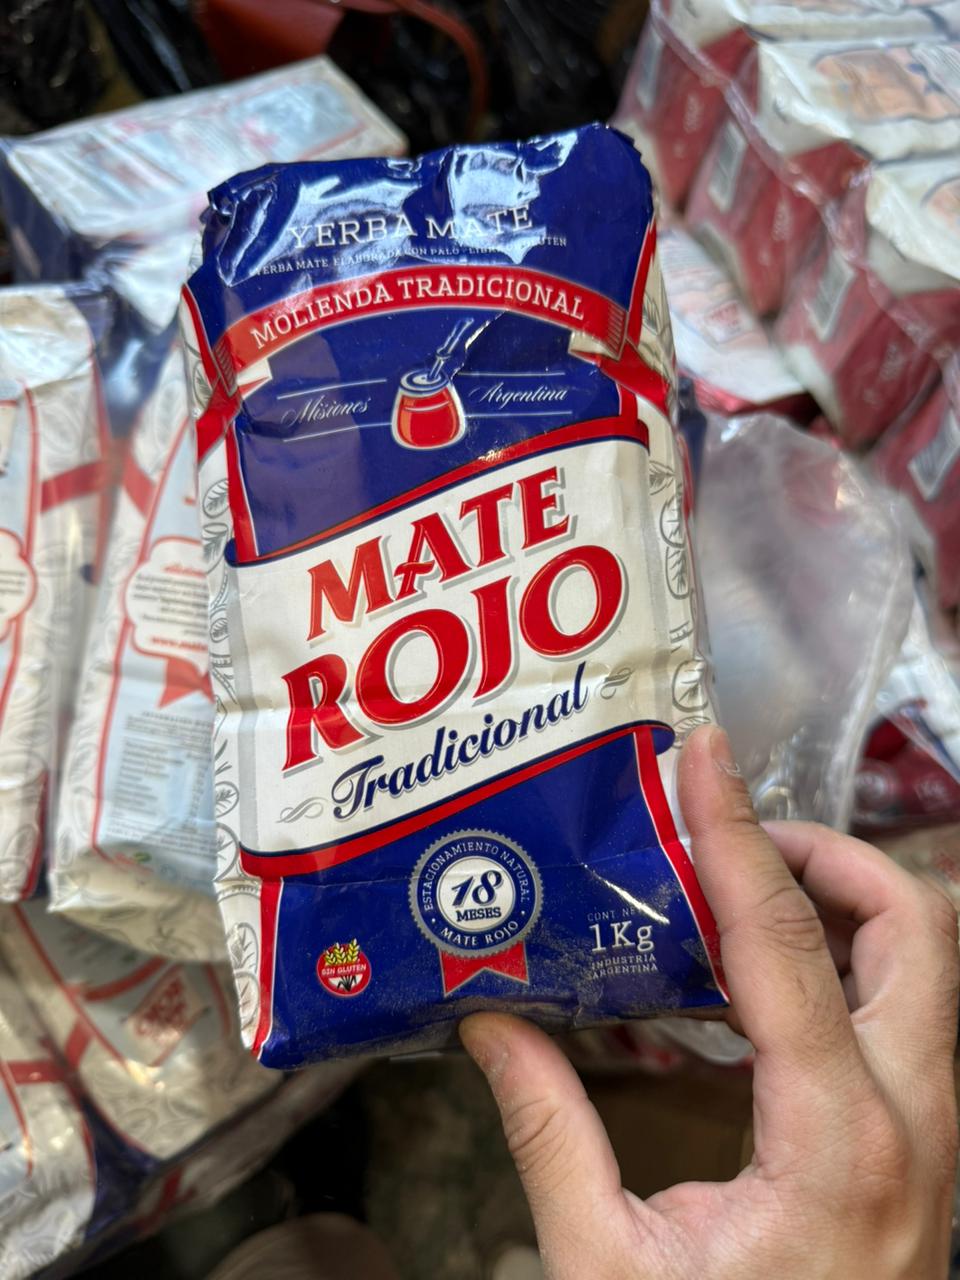 YERBA MATE
YERBA MATE ELABORADA CON PALO - LIBRE DE GLUTEN
MOLIENDA TRADICIONAL
Misiones Argentina
MATE
ROJO
Tradicional
ESTACIONAMIENTO NATURAL
18
MESES
MATE ROJO
SIN GLUTEN
CONT NETO
1Kg
INDUSTRIA
ARGENTINA